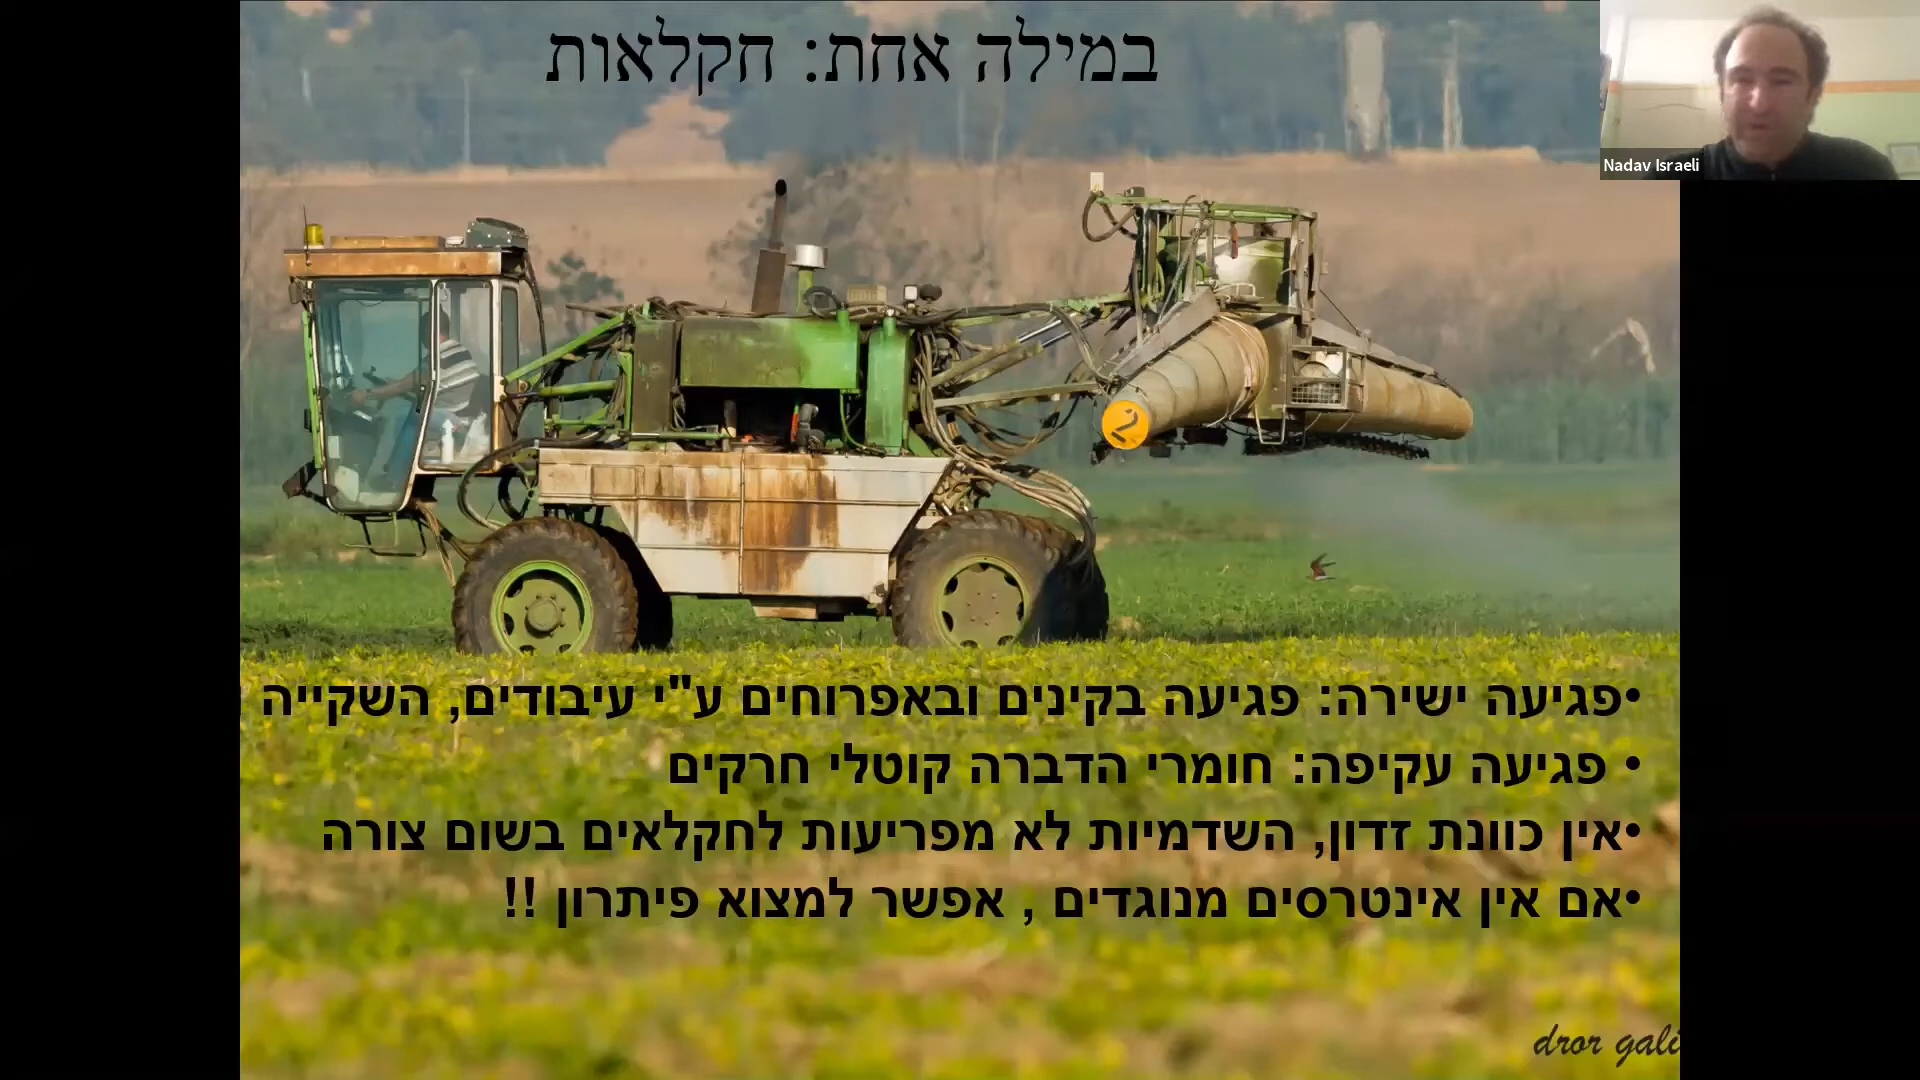 במילה אחת: חקלאות
Nadav Israeli
2
•פגיעה ישירה: פגיעה בקינים ובאפרוחים ע"י עיבודים, השקייה
• פגיעה עקיפה: חומרי הדברה קוטלי חרקים
•אין כוונת זדון, השדמיות לא מפריעות לחקלאים בשום צורה
•אם אין אינטרסים מנוגדים , אפשר למצוא פיתרון !!
dror gali